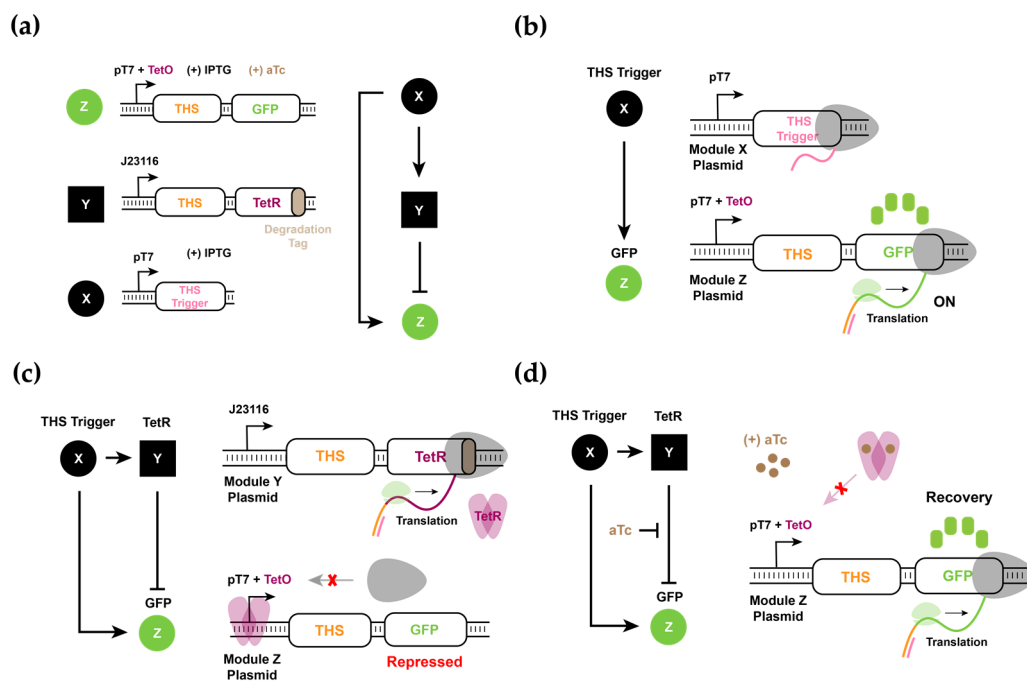 (a)
pT7 + TetO (+) IPTG (+) aTc
Z
THS
GFP
J23116
Y
THS
TetR
Degradation
Tag
pT7
(+) IPTG
X
THS
Trigger
X
Y
Z
(b)
THS Trigger
X
GFP
Z
pT7
THS
Trigger
Module X
Plasmid
pT7 + TetO
THS
GFP
Module Z
Plasmid
Translation
ON
(c)
THS Trigger
TetR
X
Y
GFP
Z
J23116
THS
TetR
Module Y
Plasmid
Translation
TetR
pT7 + TetO
THS
GFP
Module Z
Plasmid
Repressed
(d)
THS Trigger
TetR
X
Y
aTc
GFP
Z
(+) aTc
Recovery
pT7 + TetO
THS
GFP
Module Z
Plasmid
Translation